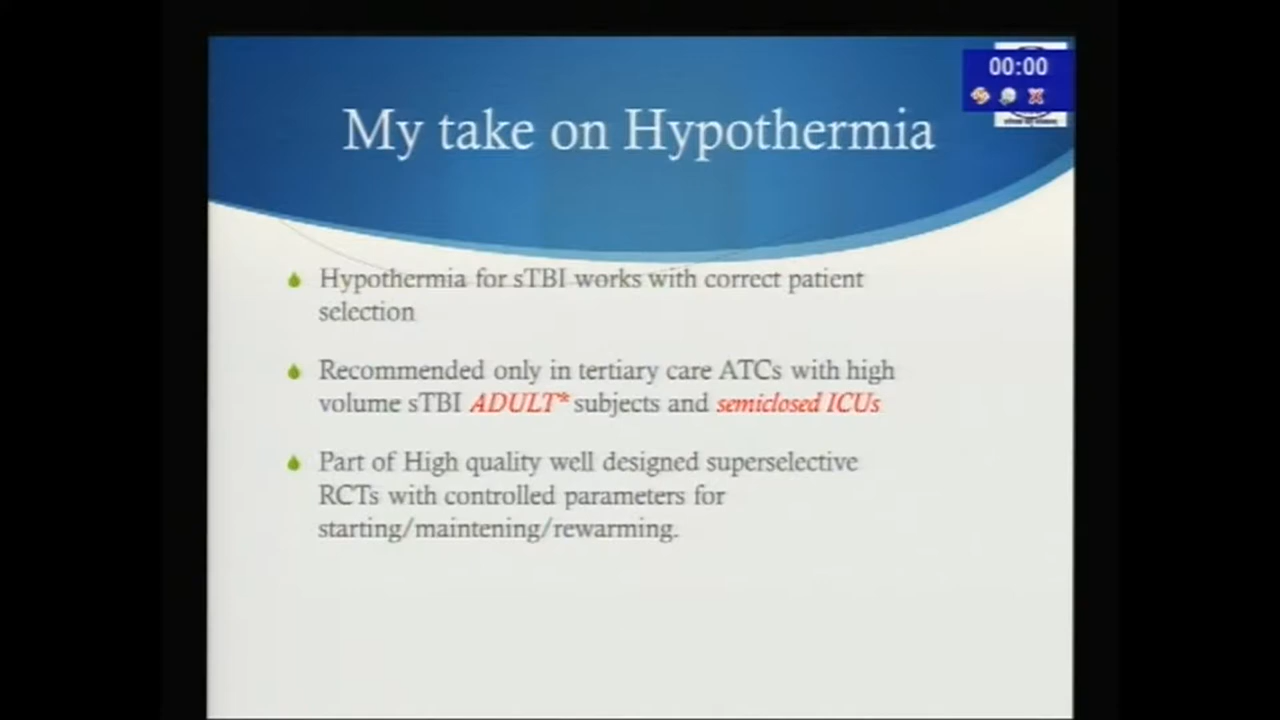 00:00
My take on Hypothermia
Hypothermia for sTBI works with correct patient
selection
Recommended only in tertiary care ATCs with high
volume sTBI ADULT* subjects and semiclosed ICUs
Part of High quality well designed superselective
RCTs with controlled parameters for
starting/maintening/rewarming.